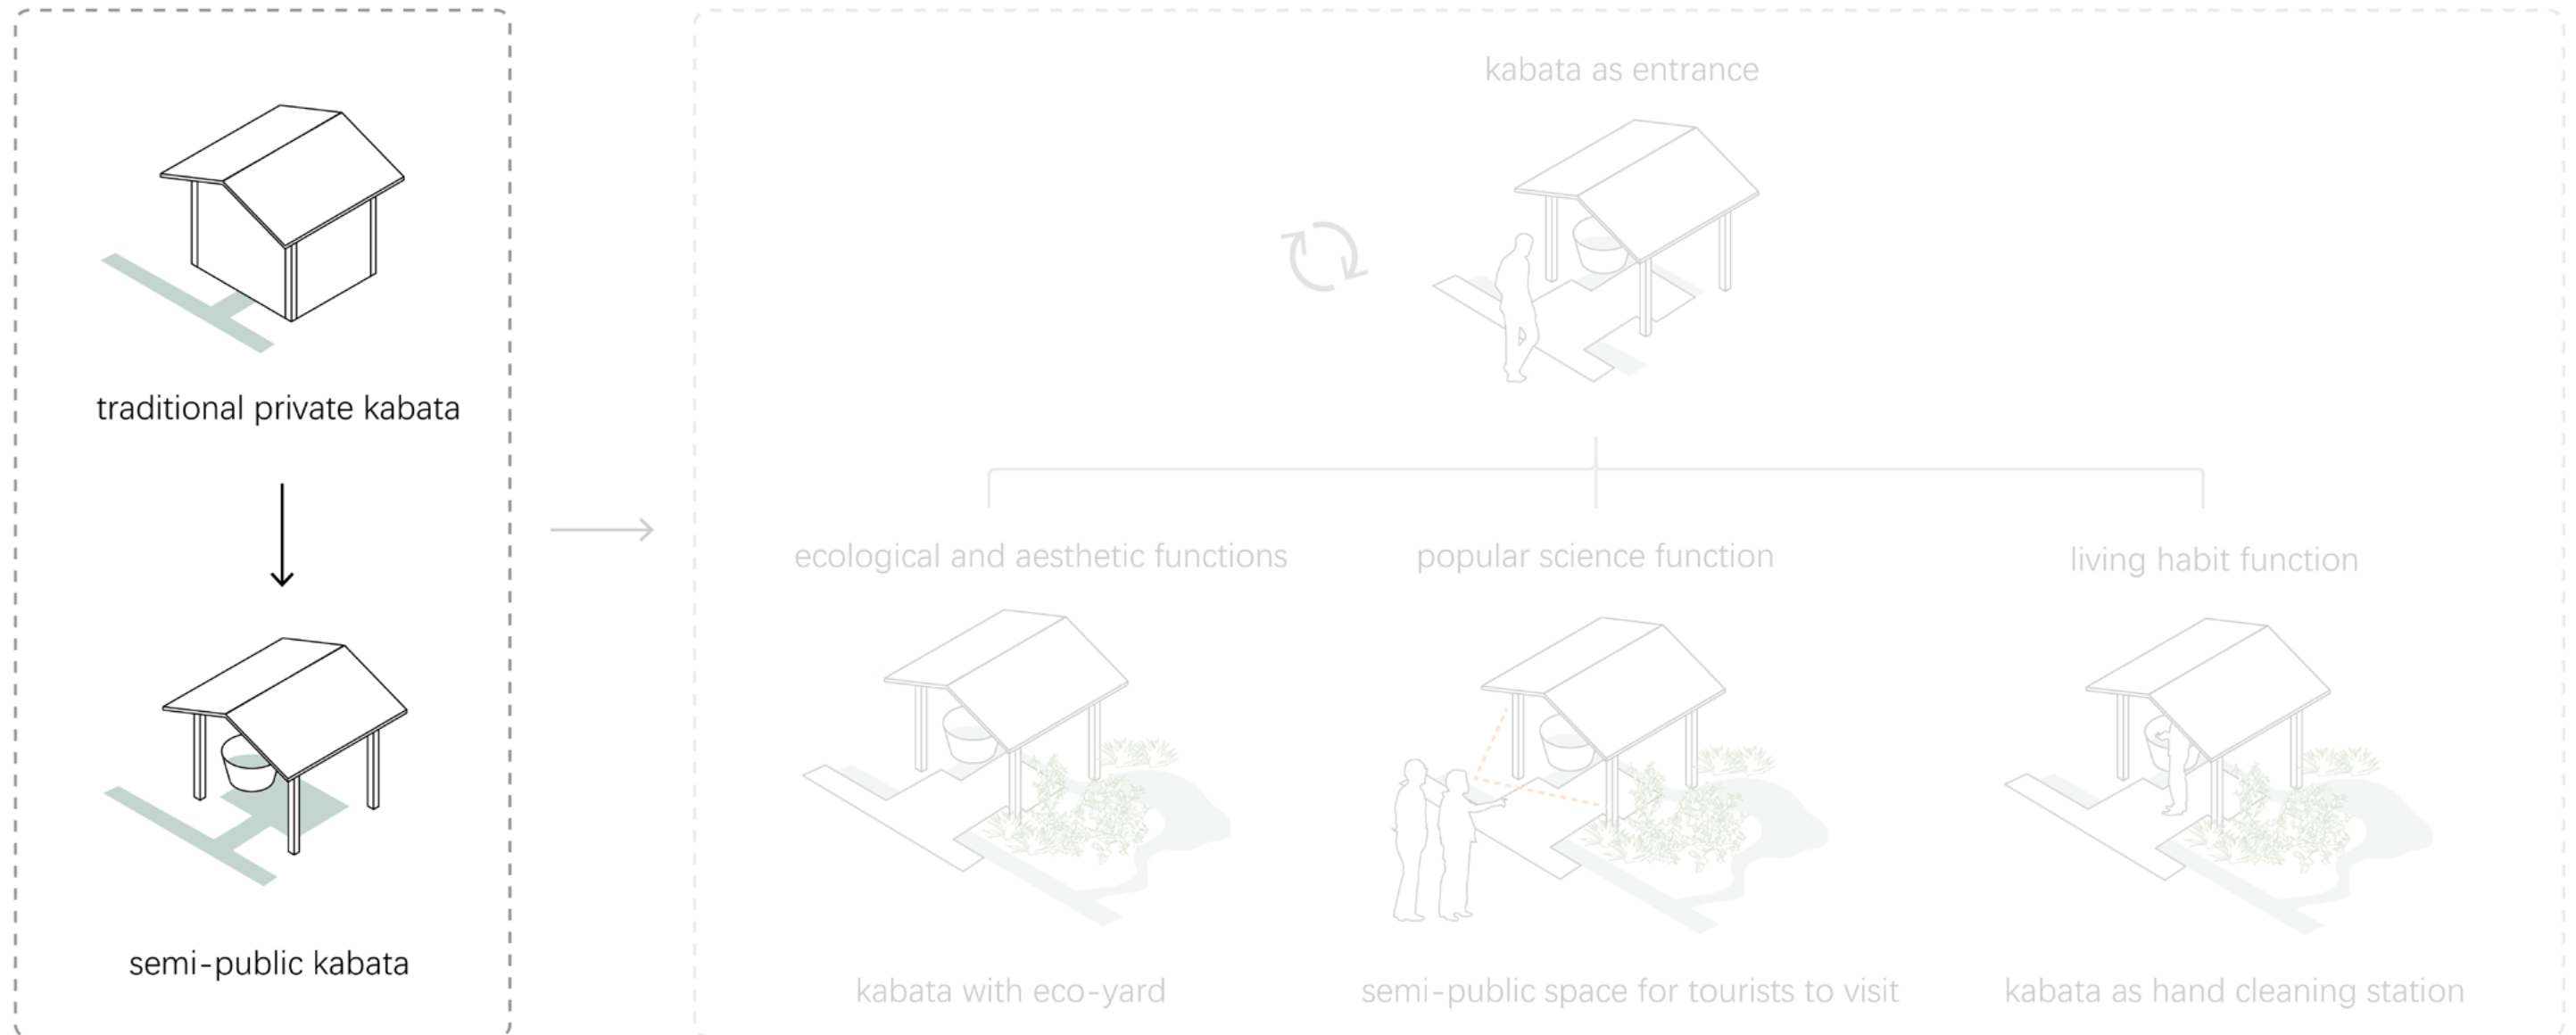 traditional private kabata
semi-public kabata
kabata as entrance
ecological and aesthetic functions
popular science function
living habit function
kabata with eco-yard
semi-public space for tourists to visit
kabata as hand cleaning station